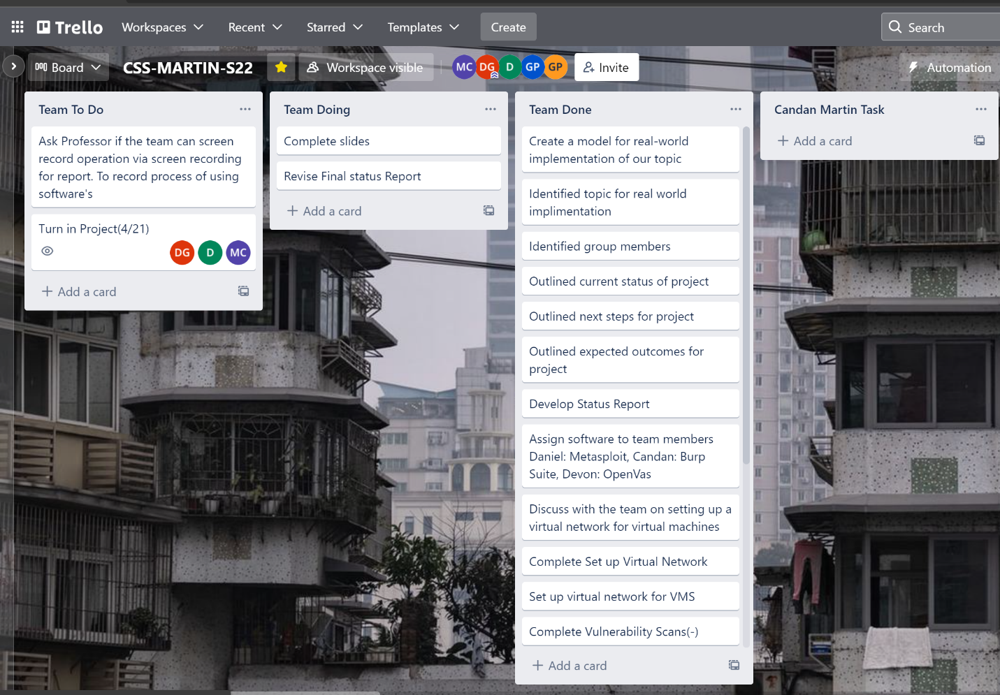 Trello
Workspaces
Recent
Starred
Templates
Create
Search
Board
CSS-MARTIN-S22
Workspace visible
MC
DG
D
GP
GP
Invite
Automation
Team To Do
Ask Professor if the team can screen
record operation via screen recording
for report. To record process of using
software's
Turn in Project(4/21)
DG
D
MC
+ Add a card
Team Doing
Complete slides
Revise Final status Report
+ Add a card
Team Done
Create a model for real-world
implementation of our topic
Identified topic for real world
implimentation
Identified group members
Outlined current status of project
Outlined next steps for project
Outlined expected outcomes for
project
Develop Status Report
Assign software to team members
Daniel: Metasploit, Candan: Burp
Suite, Devon: OpenVas
Discuss with the team on setting up a
virtual network for virtual machines
Complete Set up Virtual Network
Set up virtual network for VMS
Complete Vulnerability Scans(-)
+ Add a card
Candan Martin Task
+ Add a card